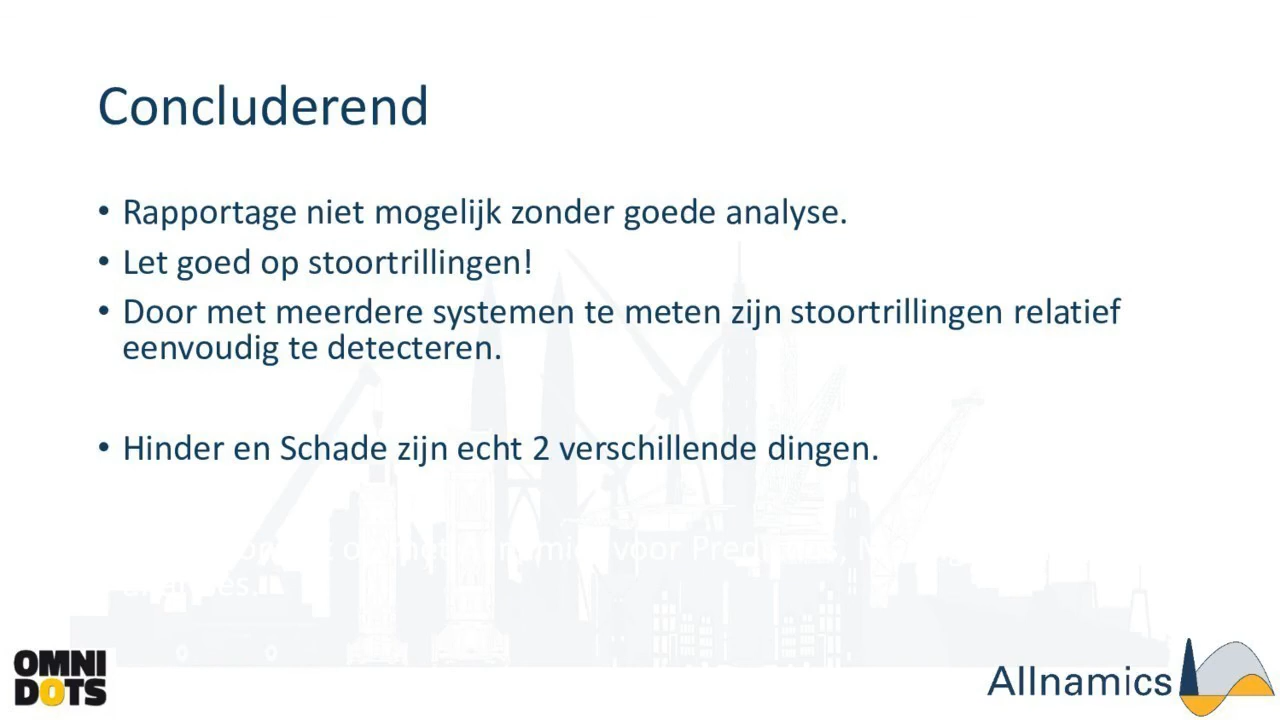 Concluderend
• Rapportage niet mogelijk zonder goede analyse.
• Let goed op stoortrillingen!
• Door met meerdere systemen te meten zijn stoortrillingen relatief
eenvoudig te detecteren.
• Hinder en Schade zijn echt 2 verschillende dingen.
voor
OMNI
DOTS
Allnamics